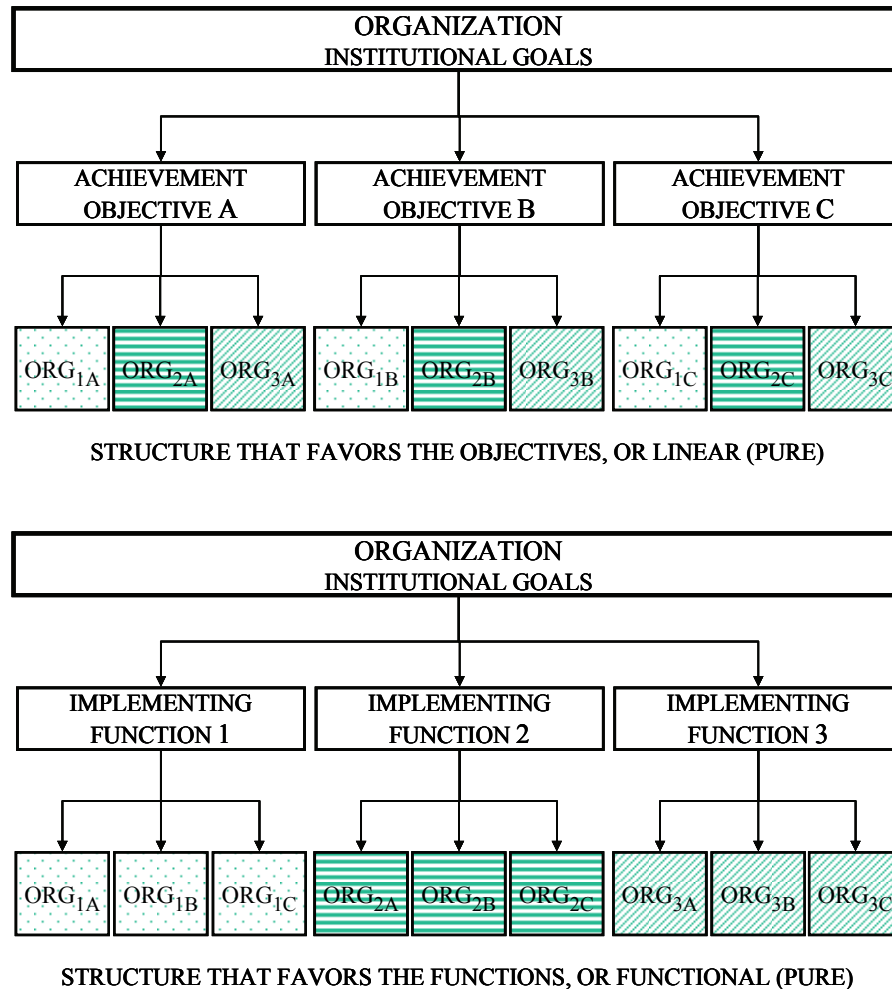 ORGANIZATION
INSTITUTIONAL GOALS
ACHIEVEMENT
OBJECTIVE A
ACHIEVEMENT
OBJECTIVE B
ACHIEVEMENT
OBJECTIVE C
ORG1A ORG2A ORG3A ORG1B ORG2B ORG3B ORG1C ORG2C ORG3C
STRUCTURE THAT FAVORS THE OBJECTIVES, OR LINEAR (PURE)
ORGANIZATION
INSTITUTIONAL GOALS
IMPLEMENTING
FUNCTION 1
IMPLEMENTING
FUNCTION 2
IMPLEMENTING
FUNCTION 3
ORG1A ORG1B ORG1C ORG2A ORG2B ORG2C ORG3A ORG3B ORG3C
STRUCTURE THAT FAVORS THE FUNCTIONS, OR FUNCTIONAL (PURE)